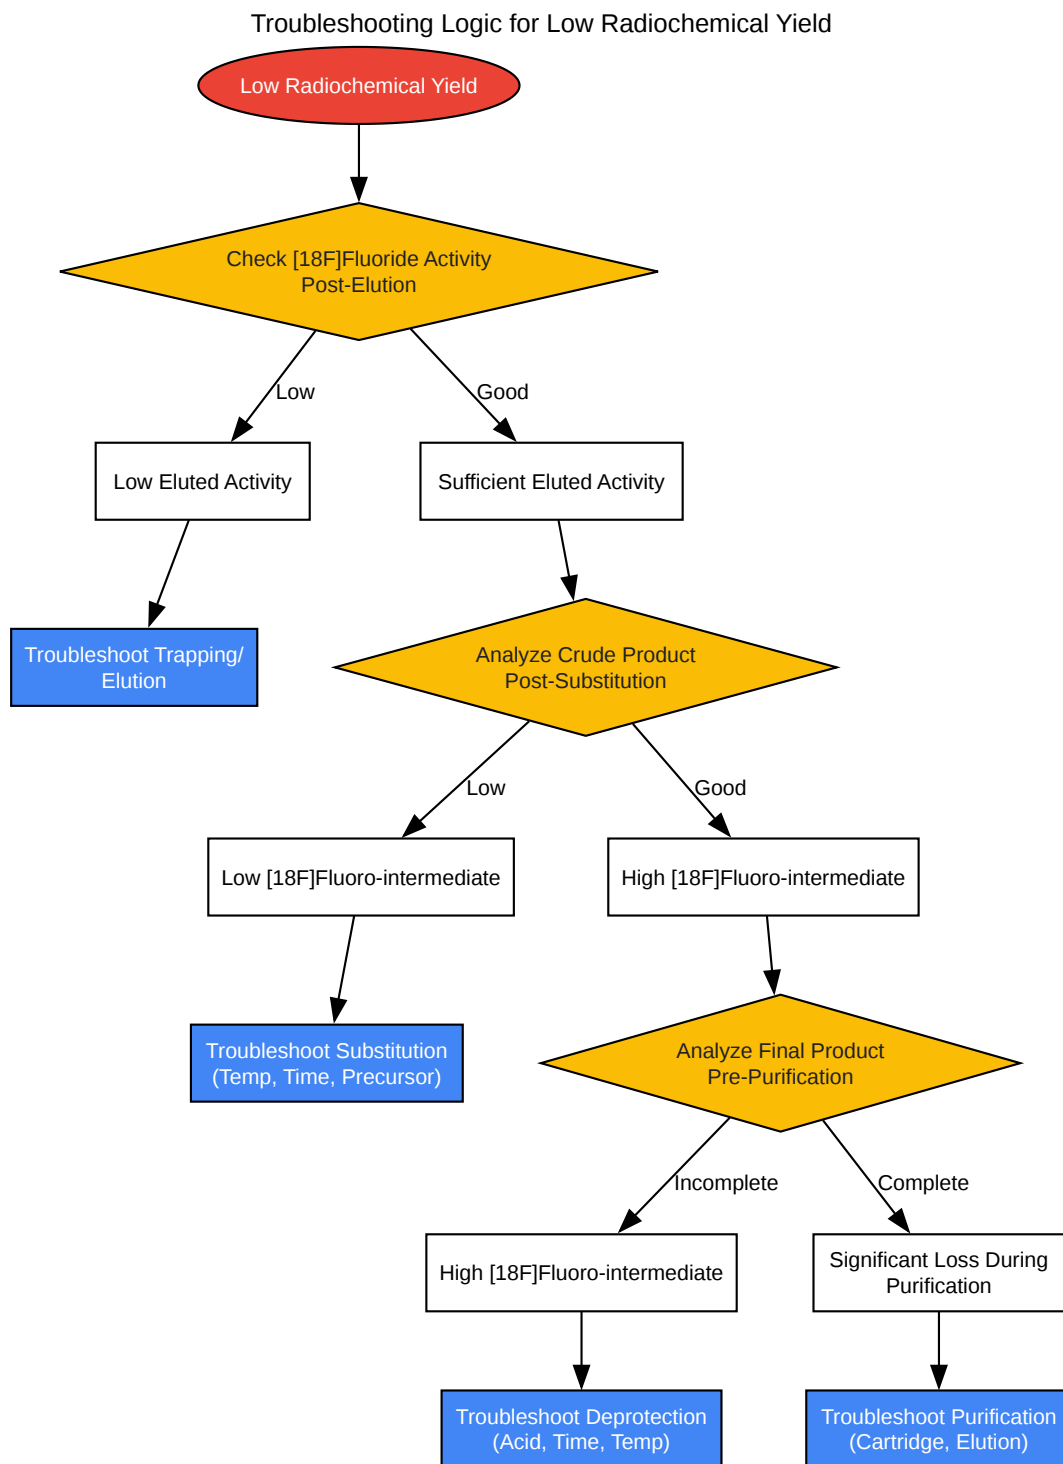 Troubleshooting Logic for Low Radiochemical Yield
Low Radiochemical Yield
Check [18F]Fluoride Activity
Post-Elution
Low
Good
Low Eluted Activity
Sufficient Eluted Activity
Troubleshoot Trapping/
Elution
Analyze Crude Product
Post-Substitution
Low
Good
Low [18F]Fluoro-intermediate
High [18F]Fluoro-intermediate
Troubleshoot Substitution
(Temp, Time, Precursor)
Analyze Final Product
Pre-Purification
Incomplete
Complete
High [18F]Fluoro-intermediate
Significant Loss During
Purification
Troubleshoot Deprotection
(Acid, Time, Temp)
Troubleshoot Purification
(Cartridge, Elution)